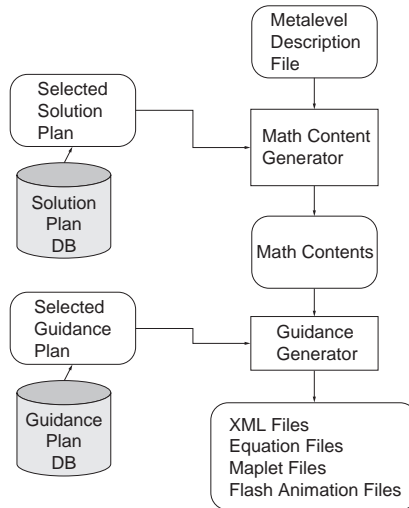 Metalevel
Description
File
Selected
Solution
Plan
Math Content
Generator
Solution
Plan
DB
Math Contents
Selected
Guidance
Plan
Guidance
Generator
Guidance
Plan
DB
XML Files
Equation Files
Maplet Files
Flash Animation Files